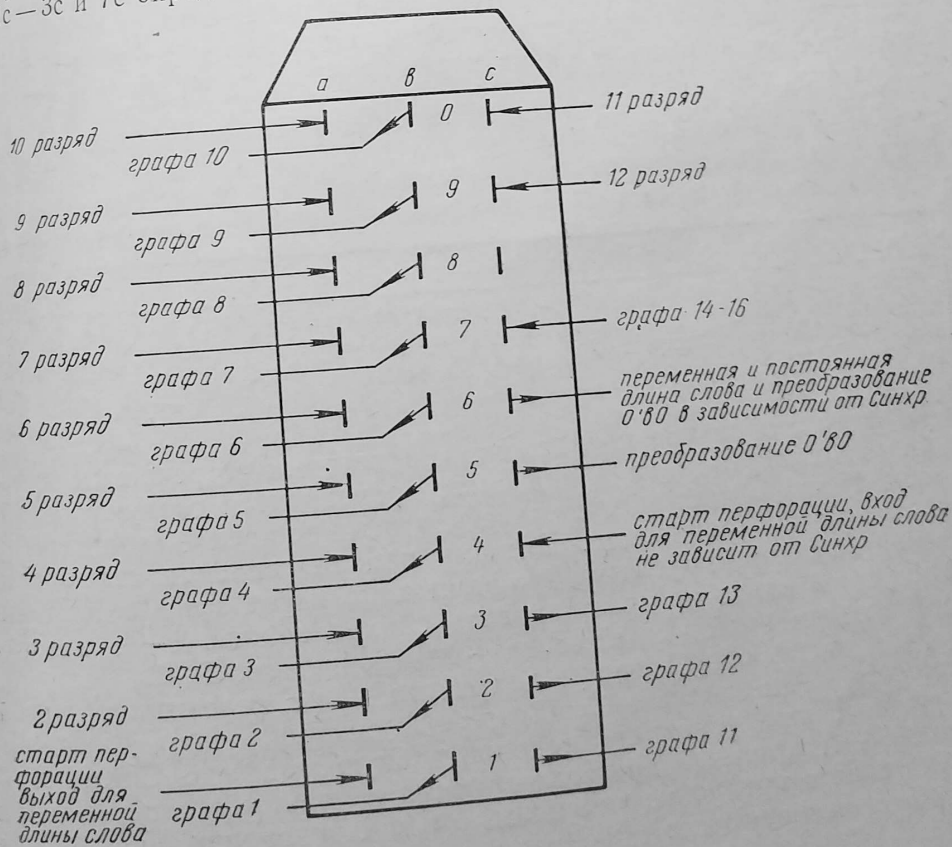 с—3с и 7с
а в с
10 разряд 0 11 разряд
графа 10
9 разряд 9 12 разряд
графа 9
8 разряд 8
графа 8
7 разряд 7 графа 14-16
графа 7
переменная и постоянная
длина слова и преобразование
0'80 в зависимости от Синхр
6 разряд 6
графа 6
5 разряд 5 преобразование 0'80
графа 5
старт перфорации, вход
для переменной длины слова
не зависит от Синхр
4 разряд 4
графа 4
3 разряд 3 графа 13
графа 3
2 разряд 2 графа 12
графа 2
старт пер-
форации
выход для
переменной
длины слова
1 графа 11
графа 1